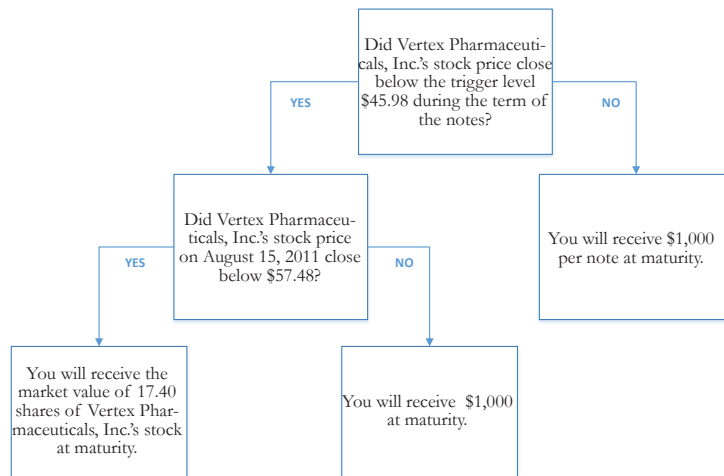 Did Vertex Pharmaceuti-
cals, Inc.'s stock price close
below the trigger level
$45.98 during the term of
the notes?
YES
NO
Did Vertex Pharmaceu-
ticals, Inc.'s stock price
on August 15, 2011 close
below $57.48?
You will receive $1,000
per note at maturity.
YES
NO
You will receive the
market value of 17.40
shares of Vertex Phar-
maceuticals, Inc.'s stock
at maturity.
You will receive $1,000
at maturity.